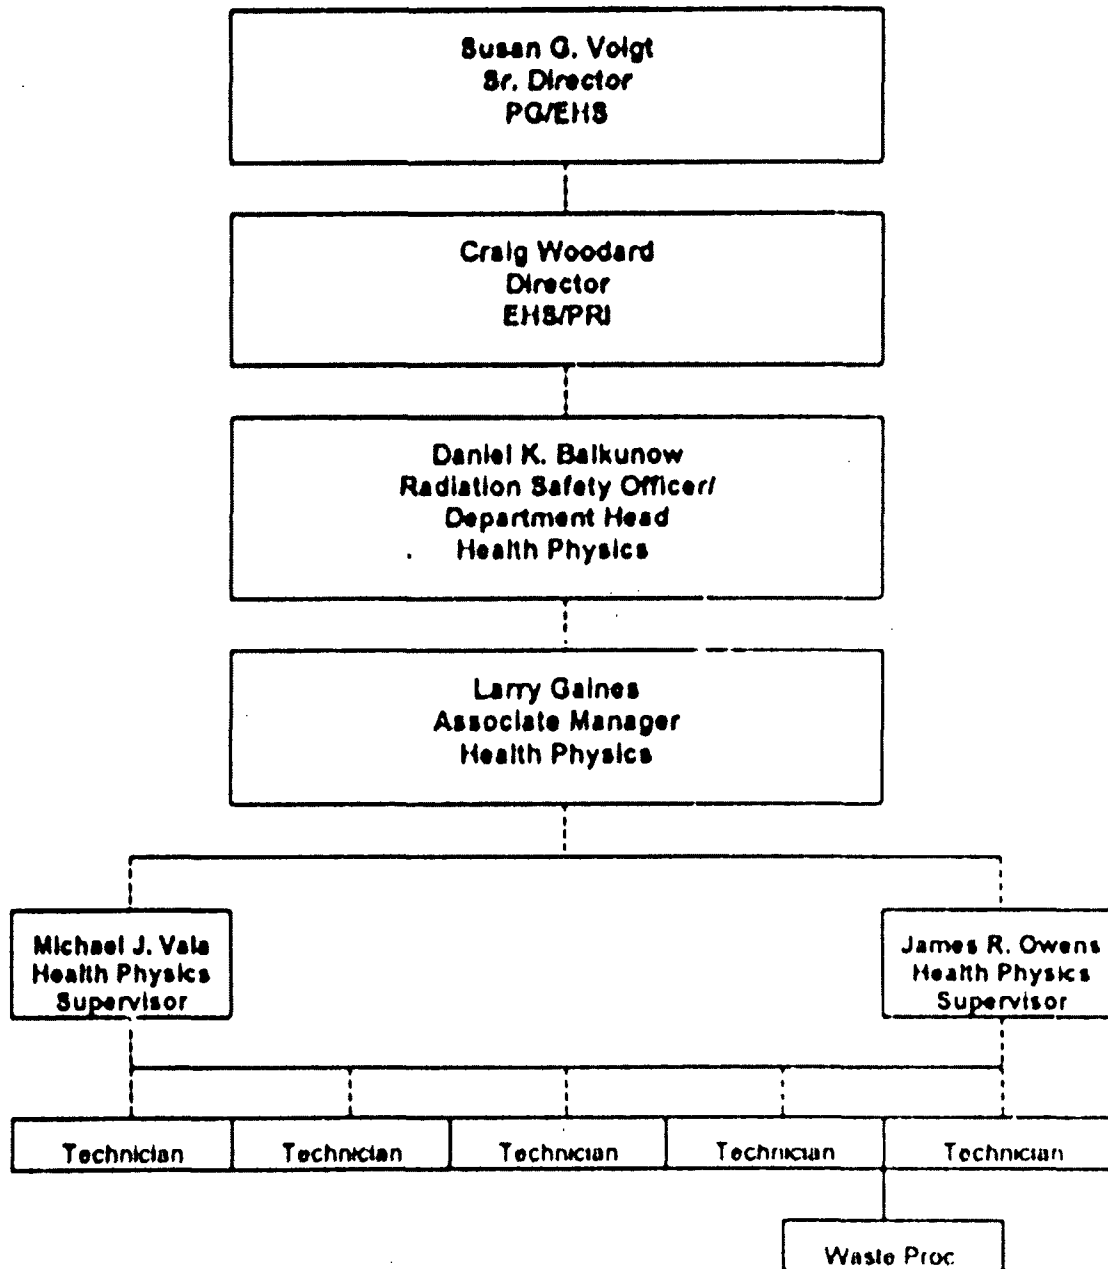 Susan G. Voigt
Sr. Director
PG/EHS
Craig Woodard
Director
EHS/PRI
Daniel K. Balkunow
Radiation Safety Officer/
Department Head
Health Physics
Larry Gaines
Associate Manager
Health Physics
Michael J. Vala
Health Physics
Supervisor
James R. Owens
Health Physics
Supervisor
Technician
Technician
Technician
Technician
Technician
Waste Proc